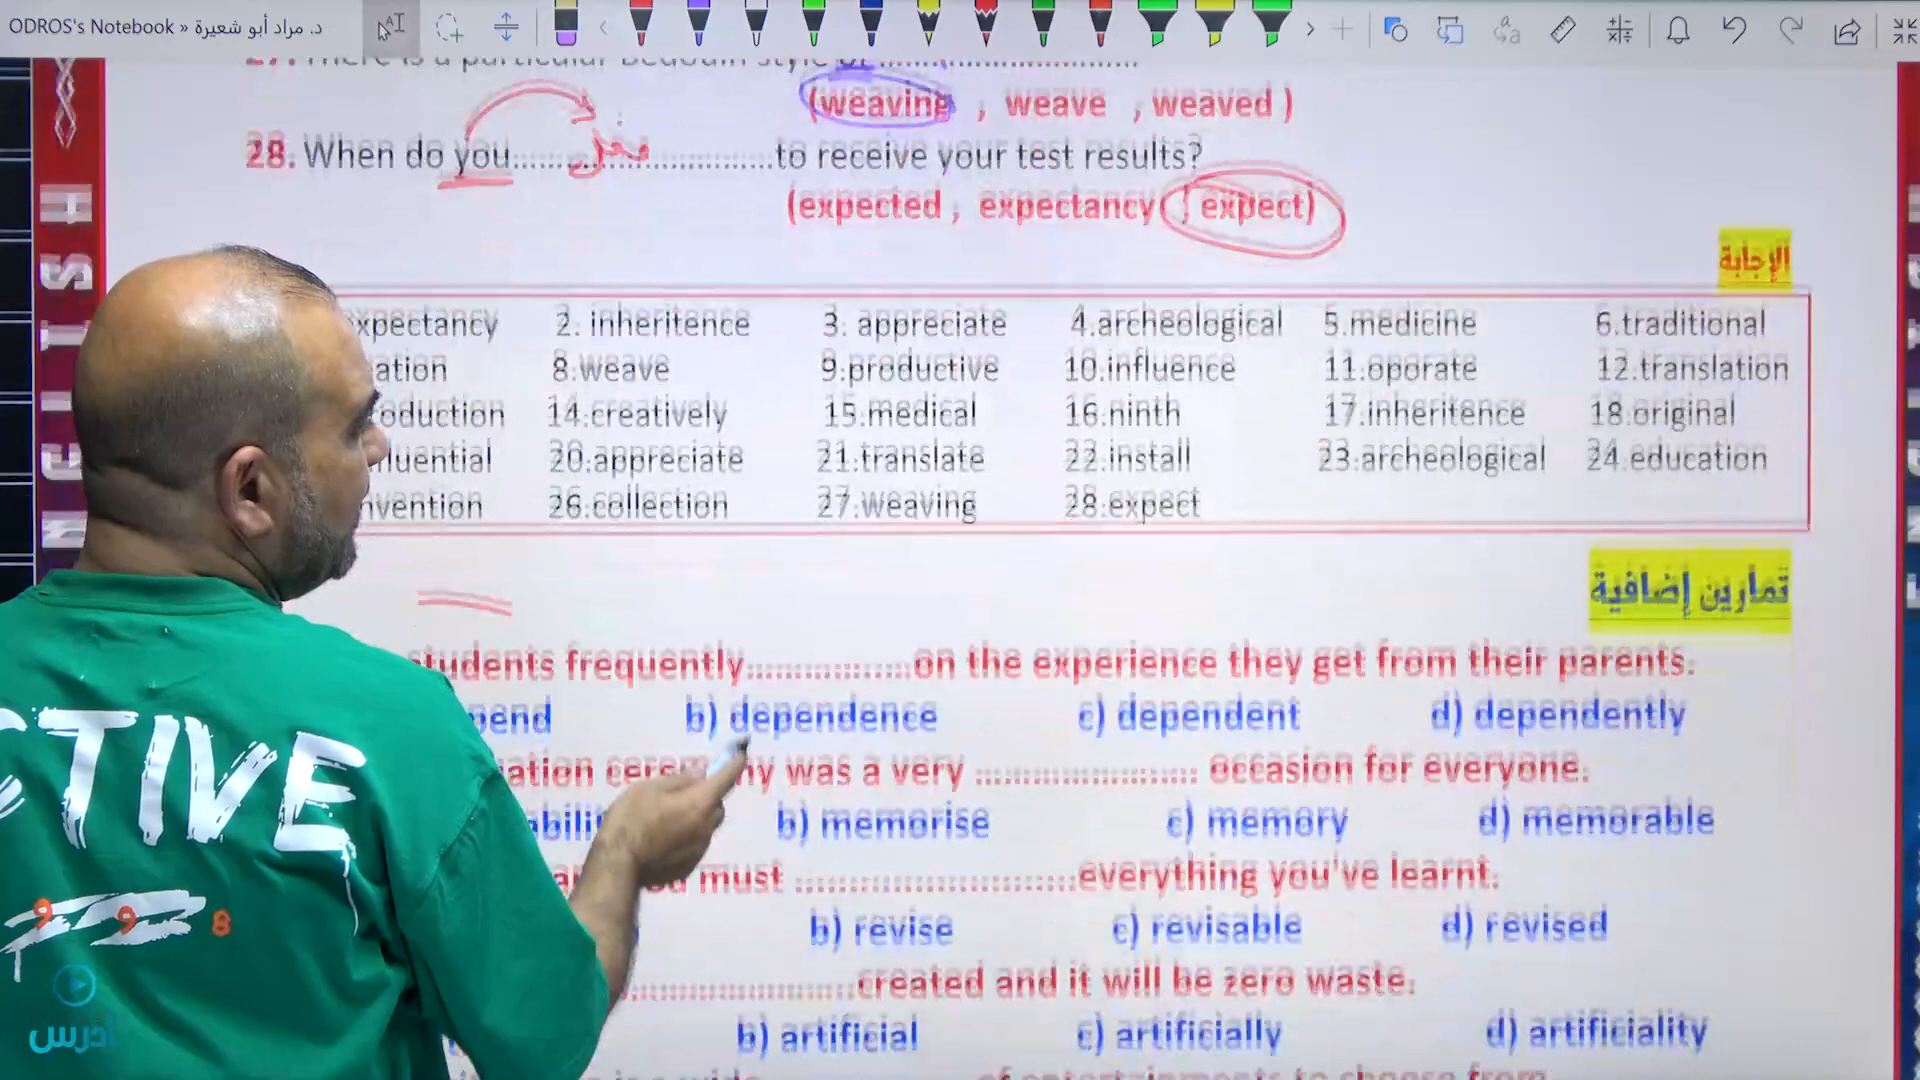 ODROS's Notebook » د. مراد أبو شعيرة
(weaving , weave , weaved )
28. When do you............فعل............to receive your test results?
(expected , expectancy , expect)
الإجابة
xpectancy 2. inheritence 3. appreciate 4.archeological 5.medicine 6.traditional
ation 8.weave 9.productive 10.influence 11.oporate 12.translation
oduction 14.creatively 15.medical 16.ninth 17.inheritence 18.original
luential 20.appreciate 21.translate 22.install 23.archeological 24.education
nvention 26.collection 27.weaving 28.expect
تمارين إضافية
students frequently................on the experience they get from their parents.
pend b) dependence c) dependent d) dependently
ation ceremony was a very ........................ occasion for everyone.
abili b) memorise c) memory d) memorable
must ..............................everything you've learnt.
b) revise c) revisable d) revised
........................created and it will be zero waste.
b) artificial c) artificially d) artificiality
CTIVE
أدرس